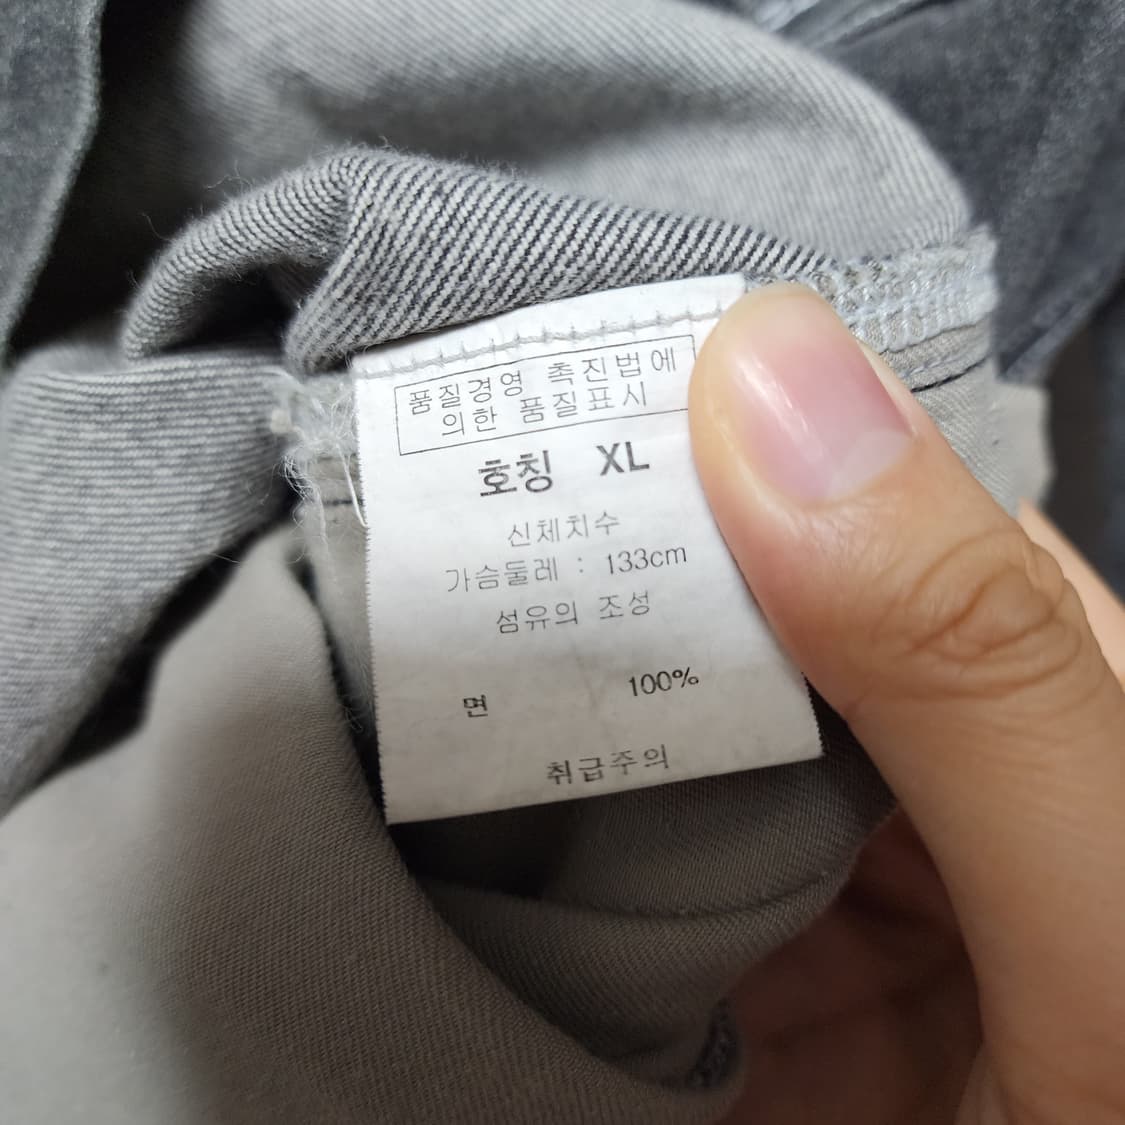 품질경영 촉진법에
의한 품질표시
호칭 XL
신체치수
가슴둘레 : 133cm
섬유의 조성
면 100%
취급주의